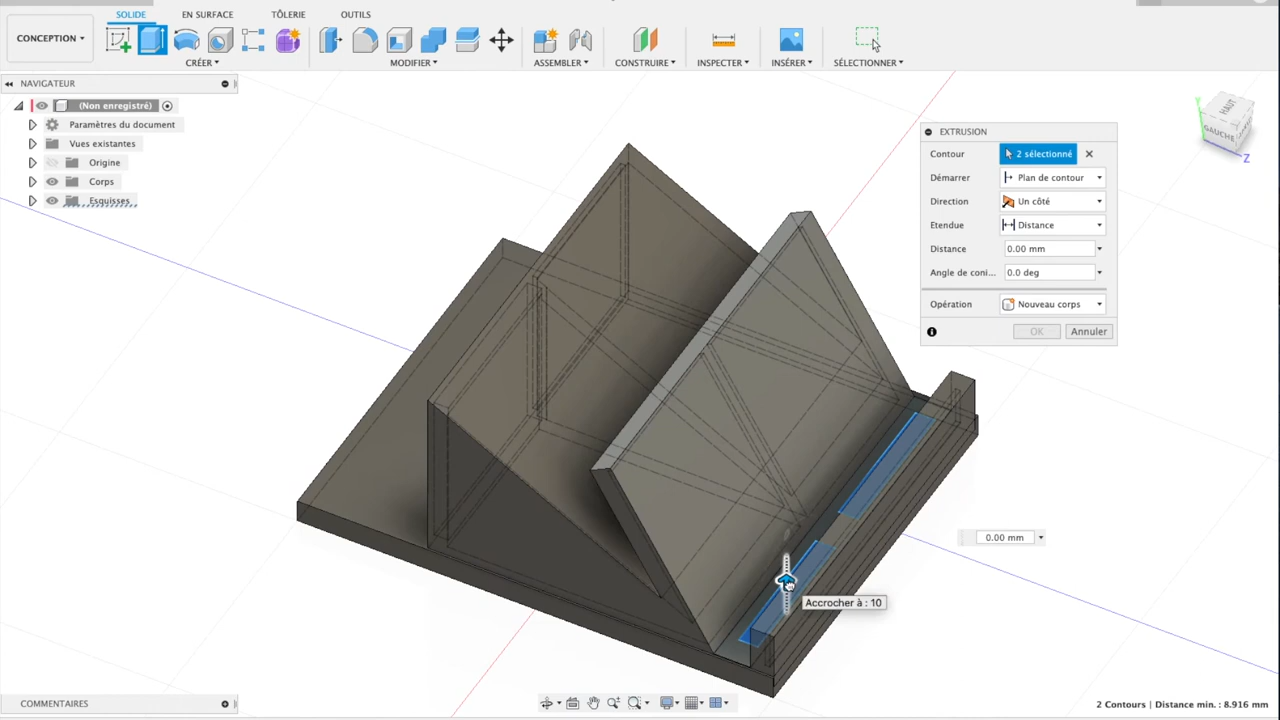 SOLIDE EN SURFACE TÔLERIE OUTILS
CONCEPTION
CRÉER MODIFIER ASSEMBLER CONSTRUIRE INSPECTER INSÉRER SÉLECTIONNER
NAVIGATEUR
(Non enregistré)
Paramètres du document
Vues existantes
Origine
Corps
Esquisses
HAUT
GAUCHE
Y
Z
EXTRUSION
Contour 2 sélectionné
Démarrer Plan de contour
Direction Un côté
Etendue Distance
Distance 0.00 mm
Angle de coni... 0.0 deg
Opération Nouveau corps
OK Annuler
0.00 mm
Accrocher à : 10
COMMENTAIRES
2 Contours | Distance min. : 8.916 mm